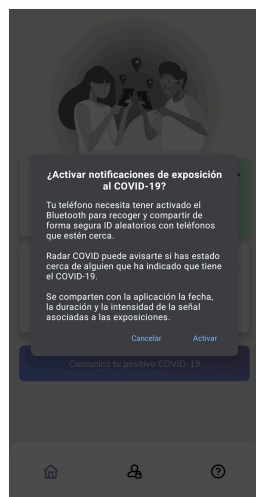 ¿Activar notificaciones de exposición
al COVID-19?
Tu teléfono necesita tener activado el
Bluetooth para recoger y compartir de
forma segura ID aleatorios con teléfonos
que estén cerca.
Radar COVID puede avisarte si has estado
cerca de alguien que ha indicado que tiene
el COVID-19.
Se comparten con la aplicación la fecha,
la duración y la intensidad de la señal
asociadas a las exposiciones.
Cancelar Activar
Comunica tu positivo COVID-19